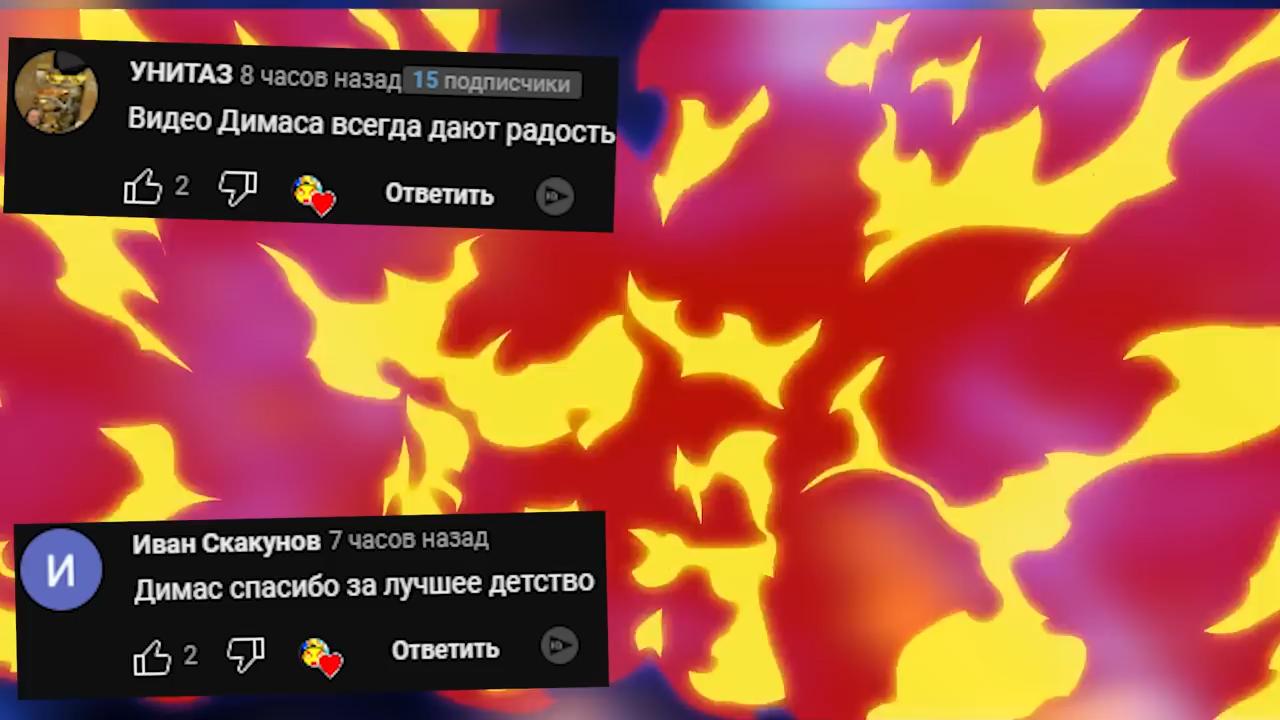 УНИТАЗ 8 часов назад 15 подписчики
Видео Димаса всегда дают радость
2 Ответить
Иван Скакунов 7 часов назад
И
Димас спасибо за лучшее детство
2 Ответить